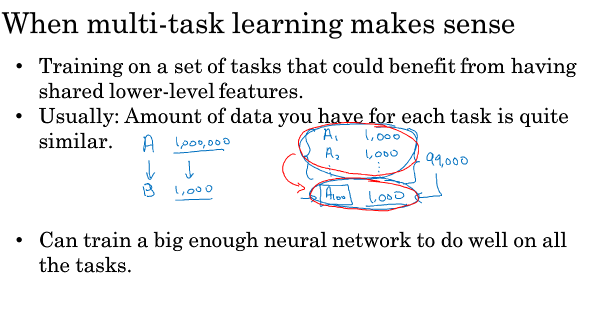 When multi-task learning makes sense
• Training on a set of tasks that could benefit from having
shared lower-level features.
• Usually: Amount of data you have for each task is quite
similar.
A 1,000,000
B 1,000
A₁ 1,000
A₂ 1,000
⋮ ⋮
99,000
A₁₀₀ 1,000
• Can train a big enough neural network to do well on all
the tasks.